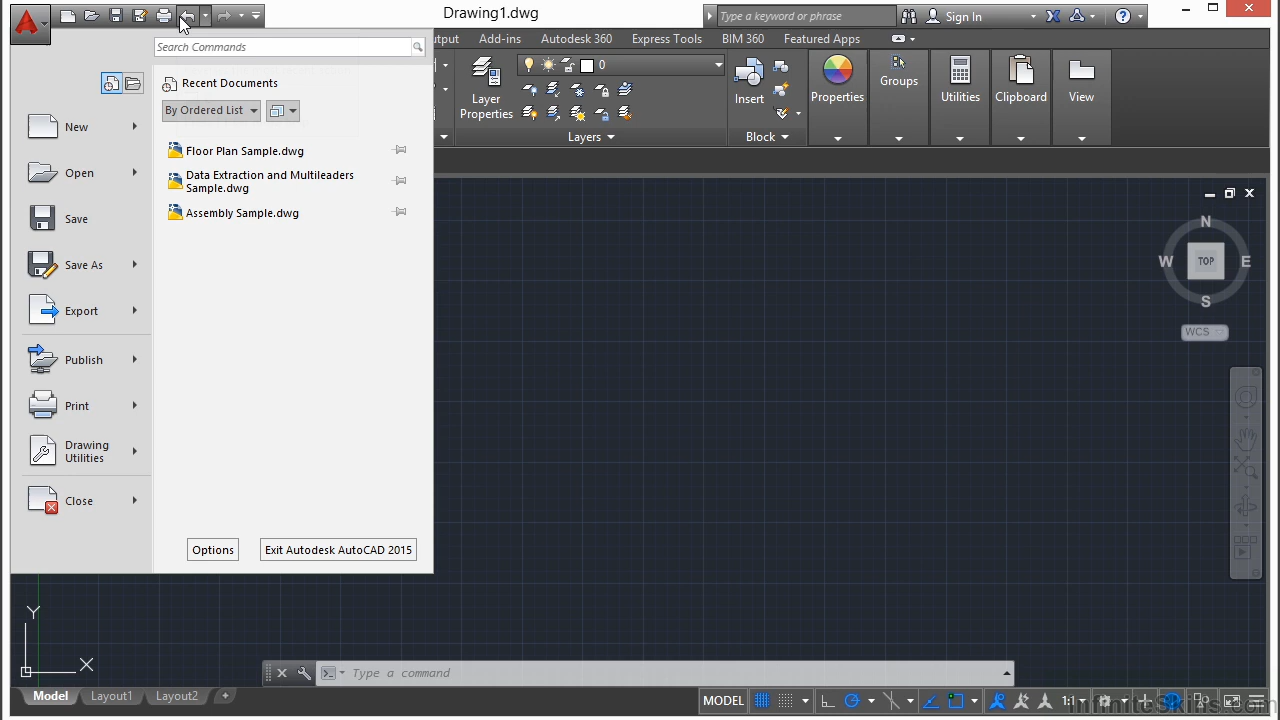 Drawing1.dwg
Type a keyword or phrase
Sign In
Search Commands
Add-ins
Autodesk 360
Express Tools
BIM 360
Featured Apps
Recent Documents
By Ordered List
New
Open
Save
Save As
Export
Publish
Print
Drawing
Utilities
Close
Floor Plan Sample.dwg
Data Extraction and Multileaders
Sample.dwg
Assembly Sample.dwg
Options
Exit Autodesk AutoCAD 2015
0
Layer
Properties
Layers
Insert
Block
Properties
Groups
Utilities
Clipboard
View
N
W
TOP
E
S
WCS
Y
X
Type a command
Model
Layout1
Layout2
MODEL
1:1
InfiniteSkills.com